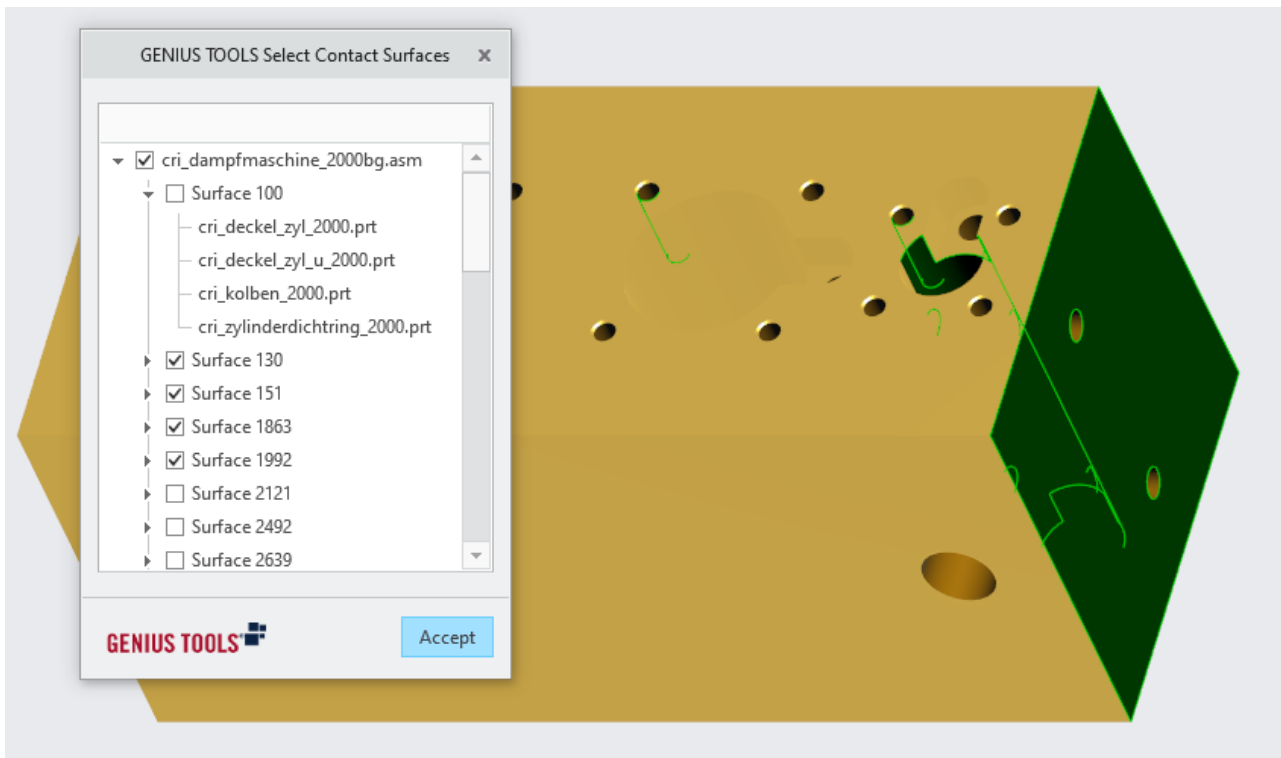 GENIUS TOOLS Select Contact Surfaces x
cri_dampfmaschine_2000bg.asm
Surface 100
cri_deckel_zyl_2000.prt
cri_deckel_zyl_u_2000.prt
cri_kolben_2000.prt
cri_zylinderdichtring_2000.prt
Surface 130
Surface 151
Surface 1863
Surface 1992
Surface 2121
Surface 2492
Surface 2639
GENIUS TOOLS
Accept